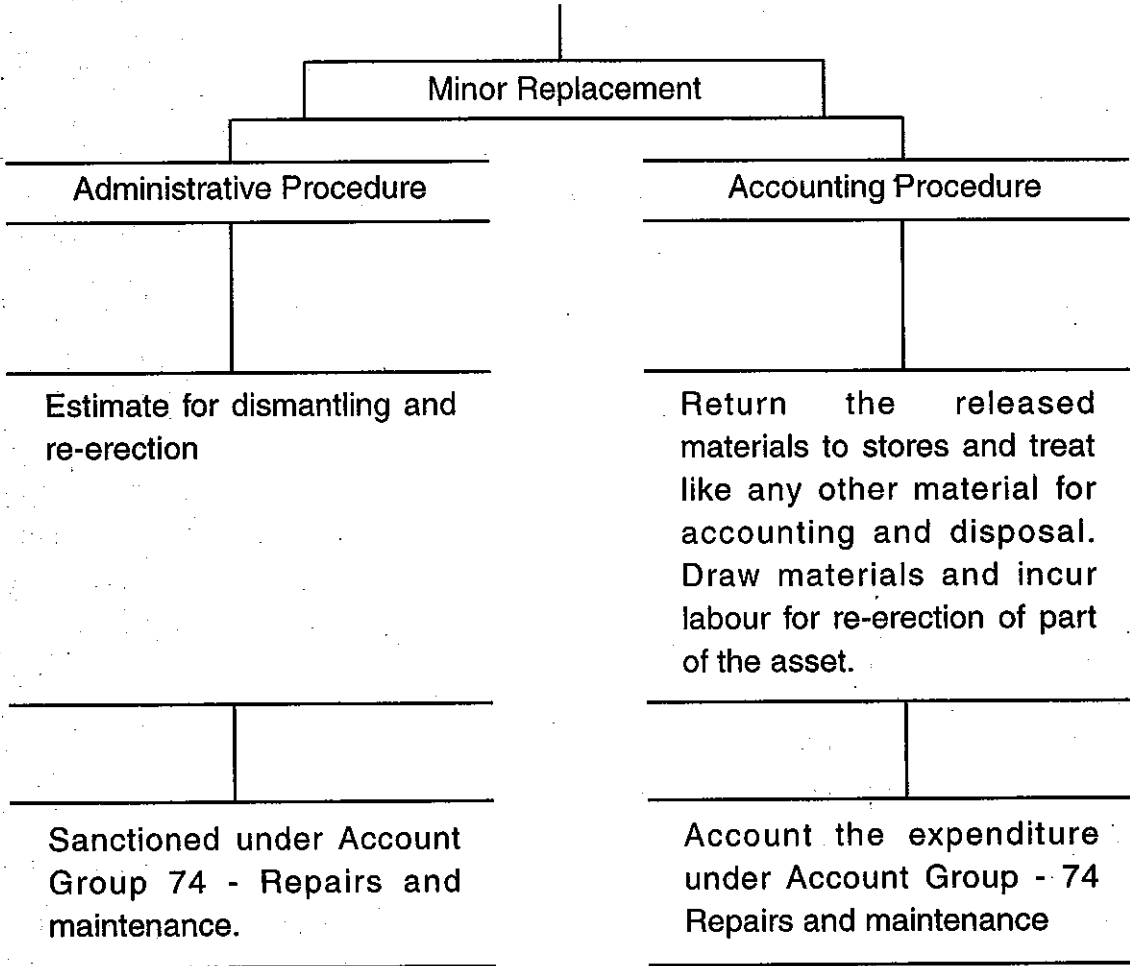 Minor Replacement
Administrative Procedure
Accounting Procedure
Estimate for dismantling and
re-erection
Return the released
materials to stores and treat
like any other material for
accounting and disposal.
Draw materials and incur
labour for re-erection of part
of the asset.
Sanctioned under Account
Group 74 - Repairs and
maintenance.
Account the expenditure
under Account Group - 74
Repairs and maintenance